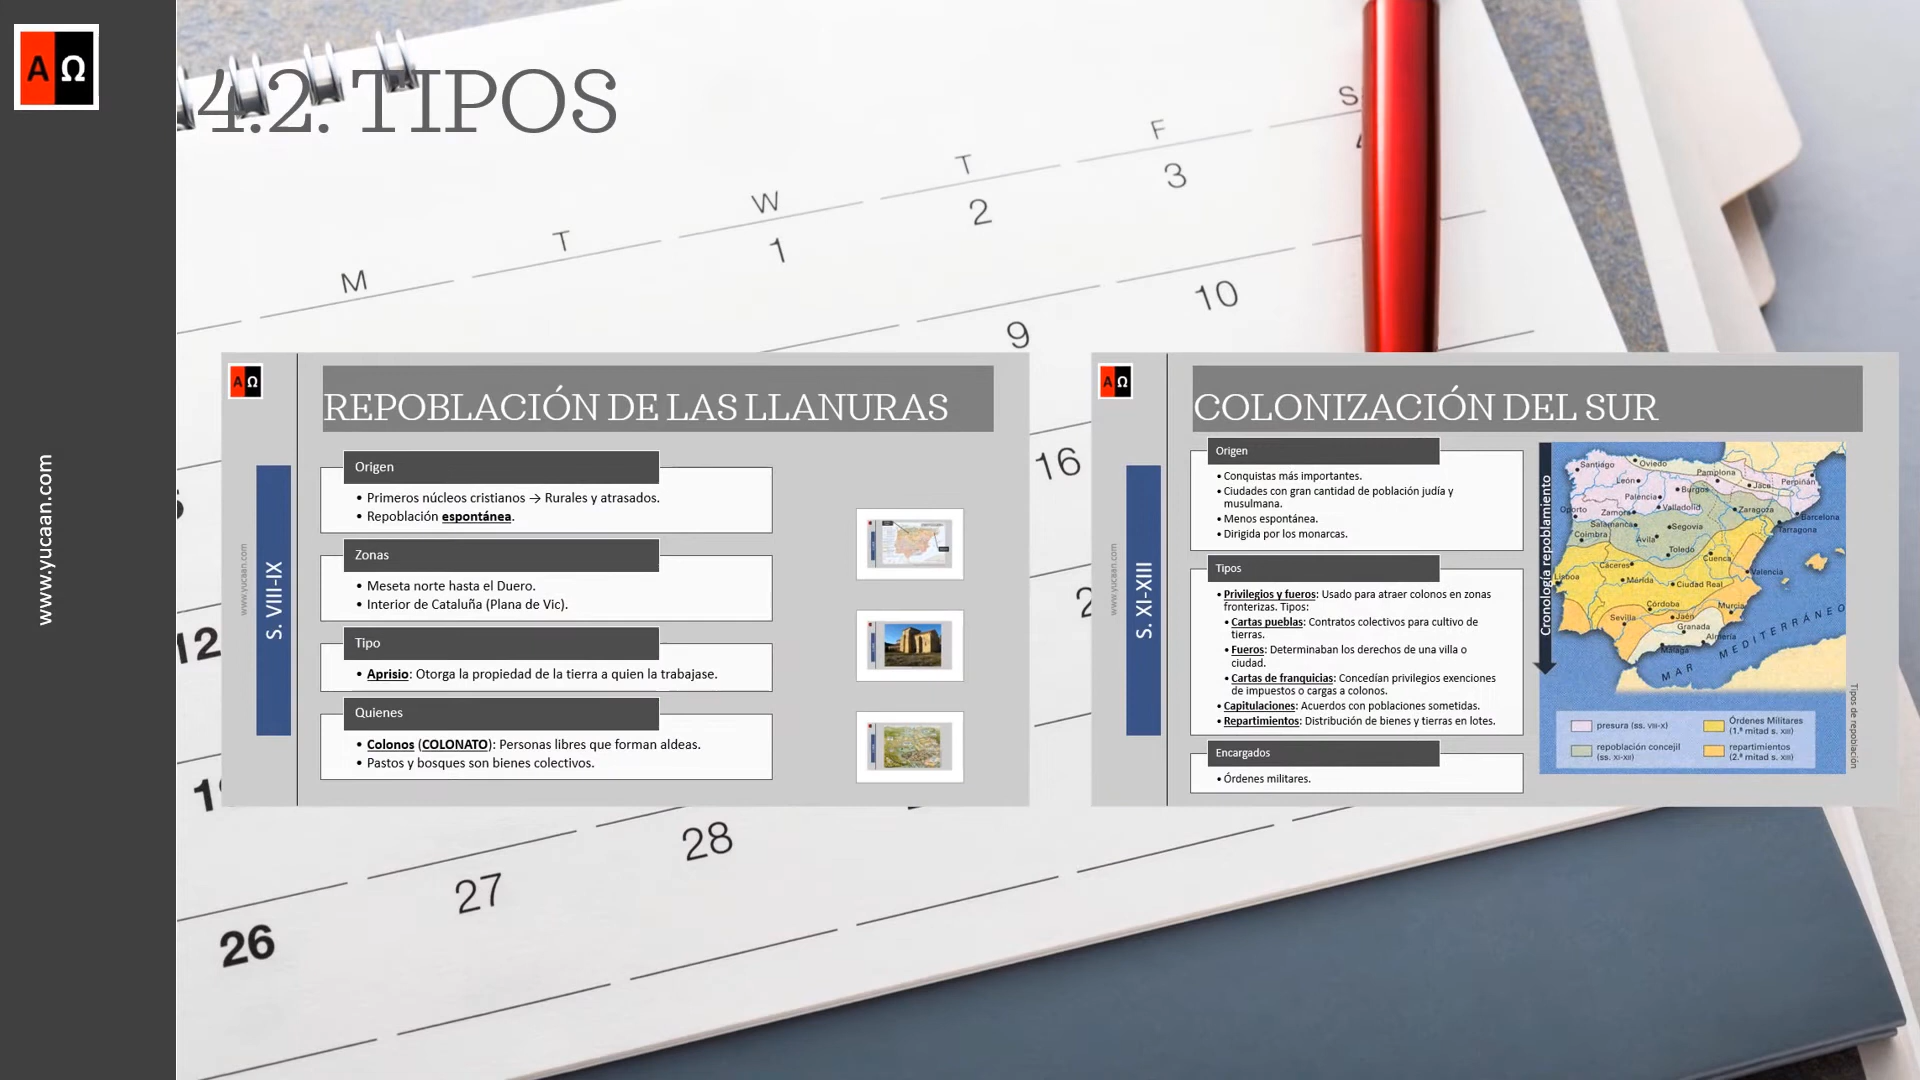 A Ω
www.yucaan.com
4.2. TIPOS
M T W T F S
1 2 3
9 10
16
12
26 27 28
A Ω
REPOBLACIÓN DE LAS LLANURAS
www.yucaan.com
S. VIII-IX
Origen
• Primeros núcleos cristianos → Rurales y atrasados.
• Repoblación espontánea.
Zonas
• Meseta norte hasta el Duero.
• Interior de Cataluña (Plana de Vic).
Tipo
• Aprisio: Otorga la propiedad de la tierra a quien la trabajase.
Quienes
• Colonos (COLONATO): Personas libres que forman aldeas.
• Pastos y bosques son bienes colectivos.
A Ω
COLONIZACIÓN DEL SUR
www.yucaan.com
S. XI-XIII
Origen
• Conquistas más importantes.
• Ciudades con gran cantidad de población judía y
musulmana.
• Menos espontánea.
• Dirigida por los monarcas.
Tipos
• Privilegios y fueros: Usado para atraer colonos en zonas
fronterizas. Tipos:
• Cartas pueblas: Contratos colectivos para cultivo de
tierras.
• Fueros: Determinaban los derechos de una villa o
ciudad.
• Cartas de franquicias: Concedían privilegios exenciones
de impuestos o cargas a colonos.
• Capitulaciones: Acuerdos con poblaciones sometidas.
• Repartimientos: Distribución de bienes y tierras en lotes.
Encargados
• Órdenes militares.
Cronología repoblamiento
Santiago
Oviedo
Pamplona
León
Burgos
Jaca
Perpiñán
Palencia
Oporto
Zamora
Valladolid
Zaragoza
Barcelona
Salamanca
Segovia
Tarragona
Coimbra
Ávila
Toledo
Cuenca
Cáceres
Lisboa
Mérida
Ciudad Real
Valencia
Córdoba
Murcia
Sevilla
Jaén
Granada
Almería
Málaga
MAR MEDITERRÁNEO
presura (ss. VIII-X)
repoblación concejil
(ss. XI-XII)
Órdenes Militares
(1.ª mitad s. XIII)
repartimientos
(2.ª mitad s. XIII)
Tipos de repoblación